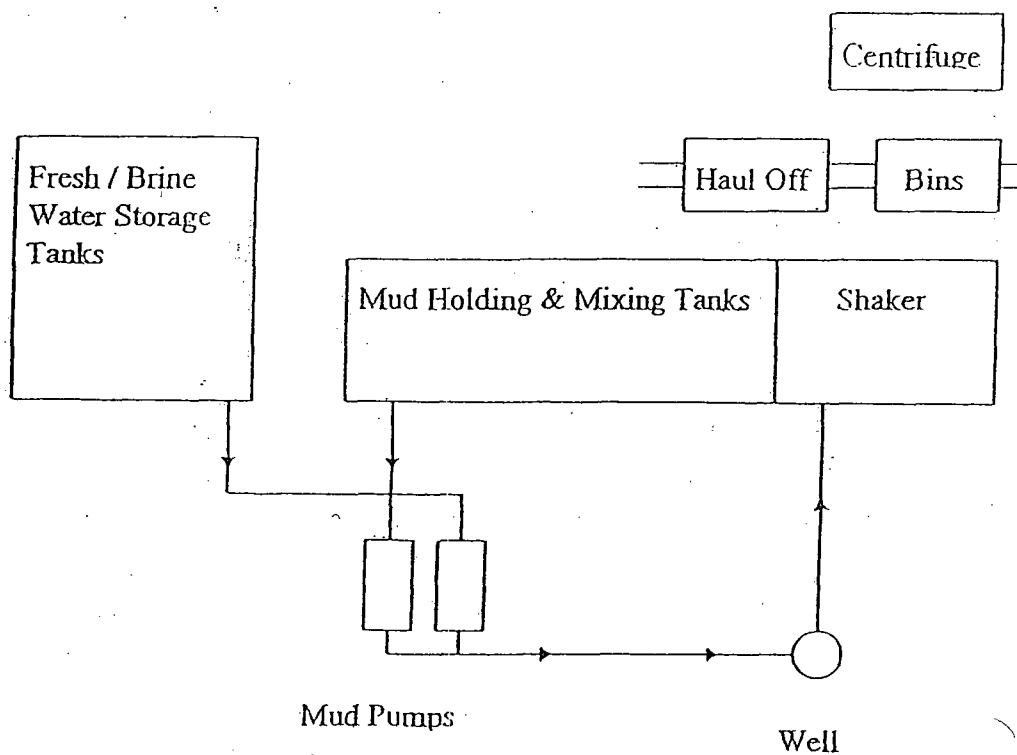 Centrifuge
Fresh / Brine
Water Storage
Tanks
Haul Off
Bins
Mud Holding & Mixing Tanks
Shaker
Mud Pumps
Well